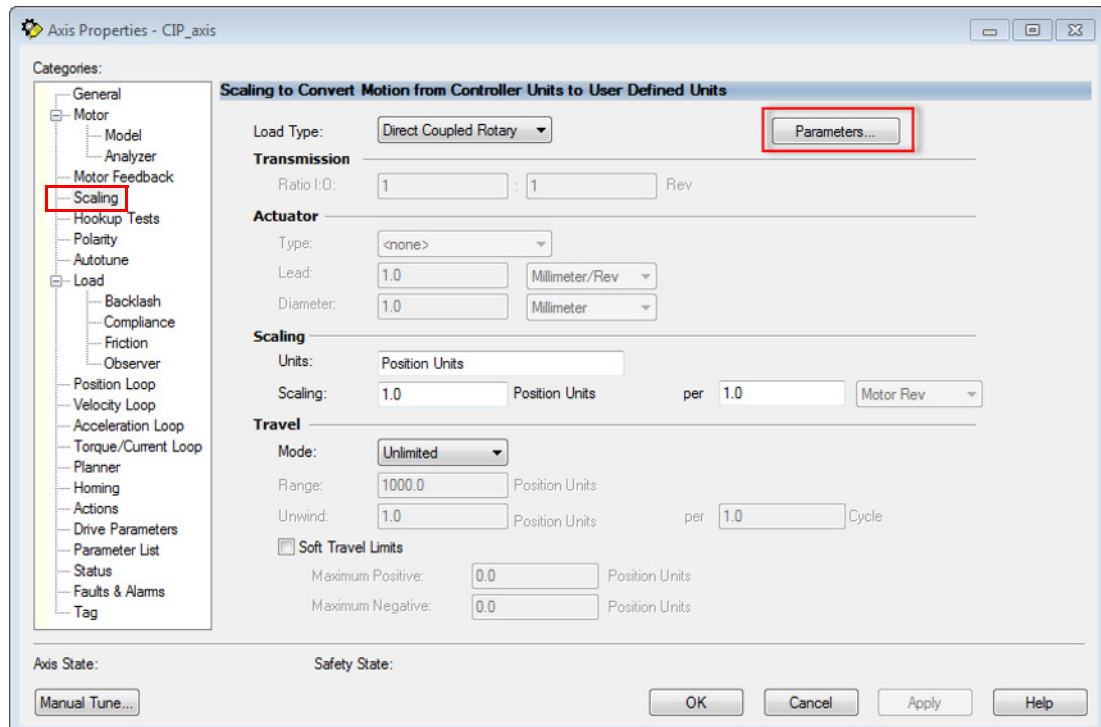 Axis Properties - CIP_axis
Categories:
General
Motor
Model
Analyzer
Motor Feedback
Scaling
Hookup Tests
Polarity
Autotune
Load
Backlash
Compliance
Friction
Observer
Position Loop
Velocity Loop
Acceleration Loop
Torque/Current Loop
Planner
Homing
Actions
Drive Parameters
Parameter List
Status
Faults & Alarms
Tag
Scaling to Convert Motion from Controller Units to User Defined Units
Load Type: Direct Coupled Rotary Parameters...
Transmission
Ratio I:O: 1 : 1 Rev
Actuator
Type: <none>
Lead: 1.0 Millimeter/Rev
Diameter: 1.0 Millimeter
Scaling
Units: Position Units
Scaling: 1.0 Position Units per 1.0 Motor Rev
Travel
Mode: Unlimited
Range: 1000.0 Position Units
Unwind: 1.0 Position Units per 1.0 Cycle
Soft Travel Limits
Maximum Positive: 0.0 Position Units
Maximum Negative: 0.0 Position Units
Axis State: Safety State:
Manual Tune... OK Cancel Apply Help